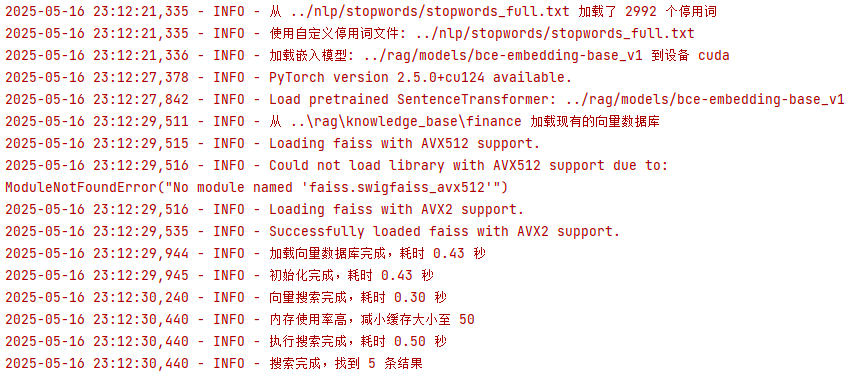 2025-05-16 23:12:21,335 - INFO - 从 ../nlp/stopwords/stopwords_full.txt 加载了 2992 个停用词
2025-05-16 23:12:21,335 - INFO - 使用自定义停用词文件: ../nlp/stopwords/stopwords_full.txt
2025-05-16 23:12:21,336 - INFO - 加载嵌入模型: ../rag/models/bce-embedding-base_v1 到设备 cuda
2025-05-16 23:12:27,378 - INFO - PyTorch version 2.5.0+cu124 available.
2025-05-16 23:12:27,842 - INFO - Load pretrained SentenceTransformer: ../rag/models/bce-embedding-base_v1
2025-05-16 23:12:29,511 - INFO - 从 ..\rag\knowledge_base\finance 加载现有的向量数据库
2025-05-16 23:12:29,515 - INFO - Loading faiss with AVX512 support.
2025-05-16 23:12:29,516 - INFO - Could not load library with AVX512 support due to:
ModuleNotFoundError("No module named 'faiss.swigfaiss_avx512'")
2025-05-16 23:12:29,516 - INFO - Loading faiss with AVX2 support.
2025-05-16 23:12:29,535 - INFO - Successfully loaded faiss with AVX2 support.
2025-05-16 23:12:29,944 - INFO - 加载向量数据库完成，耗时 0.43 秒
2025-05-16 23:12:29,945 - INFO - 初始化完成，耗时 0.43 秒
2025-05-16 23:12:30,240 - INFO - 向量搜索完成，耗时 0.30 秒
2025-05-16 23:12:30,440 - INFO - 内存使用率高，减小缓存大小至 50
2025-05-16 23:12:30,440 - INFO - 执行搜索完成，耗时 0.50 秒
2025-05-16 23:12:30,440 - INFO - 搜索完成，找到 5 条结果